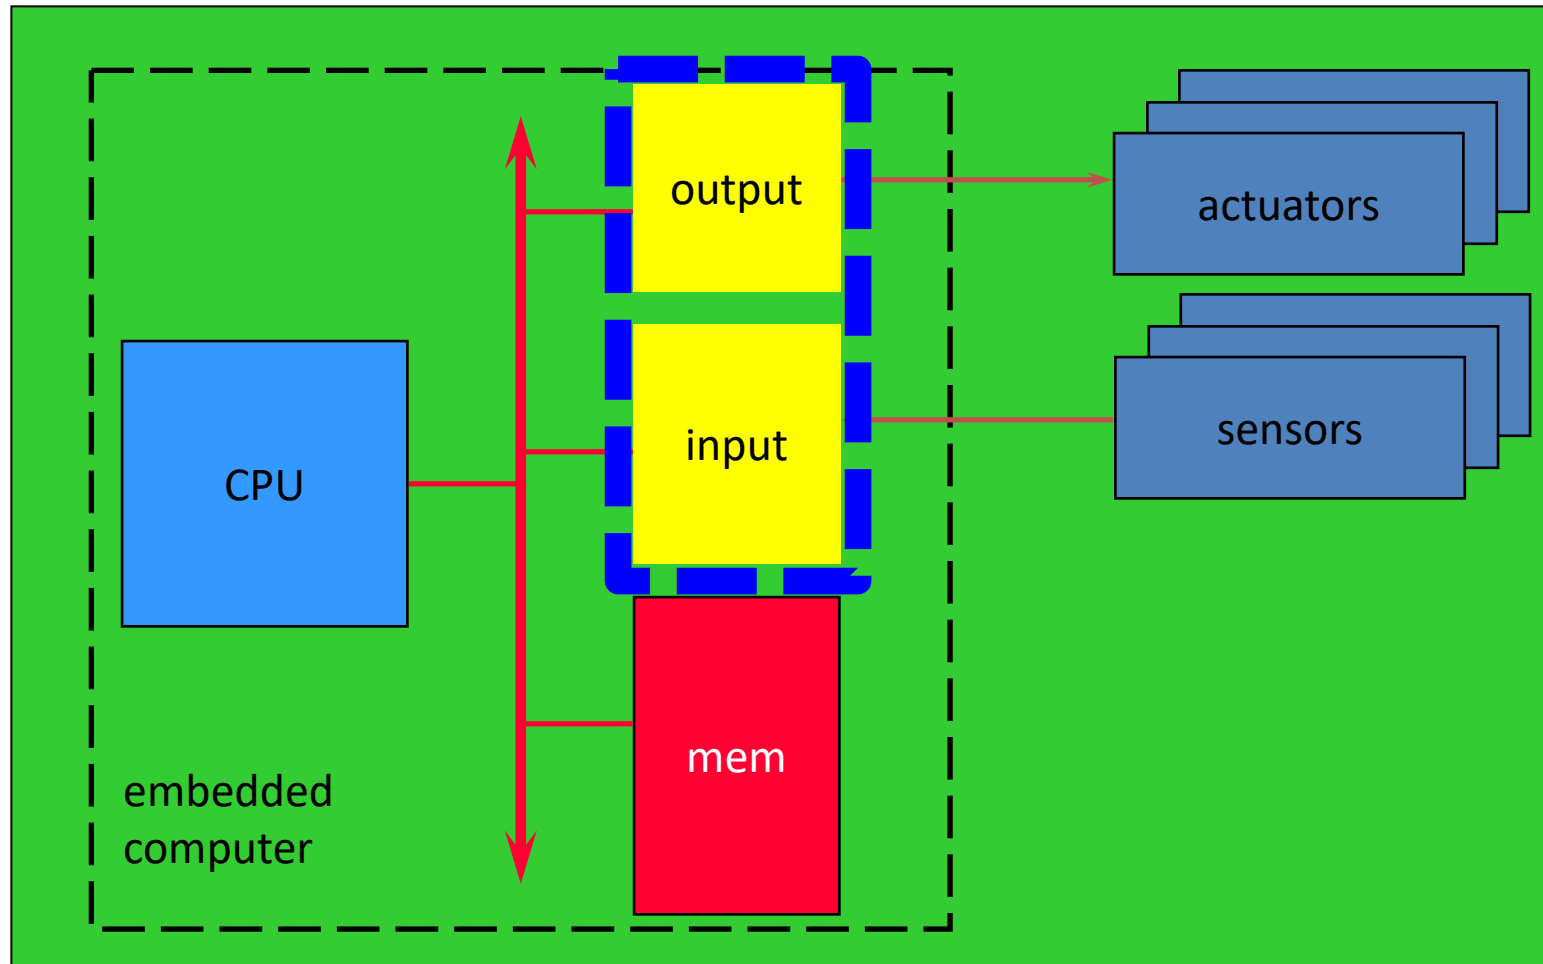 output
actuators
input
sensors
CPU
mem
embedded
computer